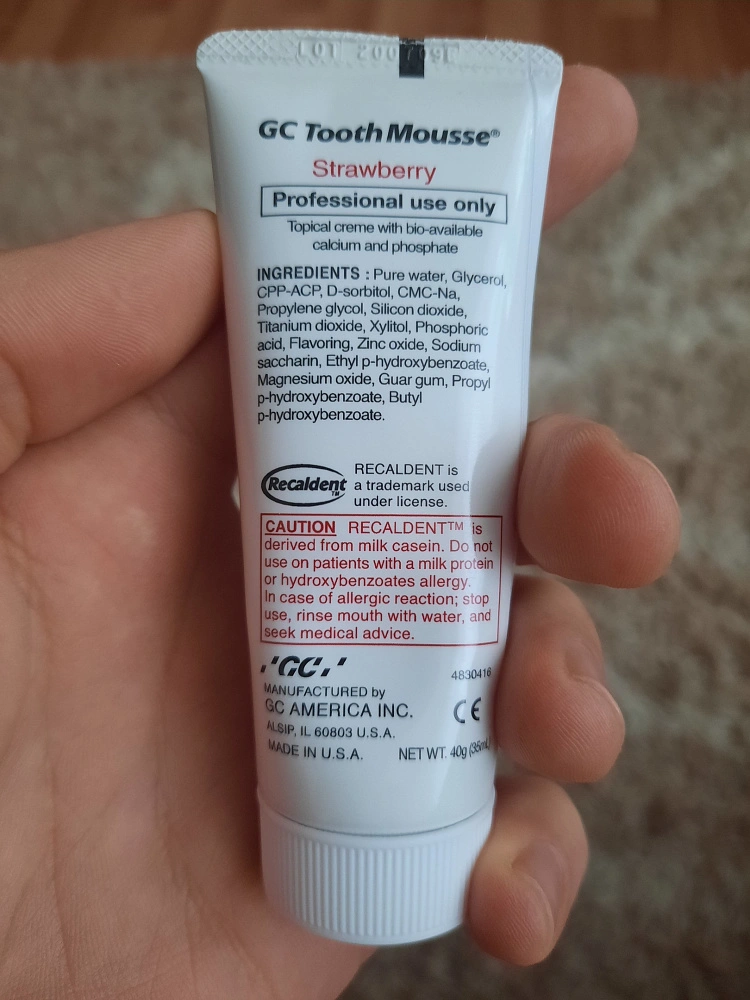 GC Tooth Mousse®
Strawberry
Professional use only
Topical creme with bio-available
calcium and phosphate
INGREDIENTS : Pure water, Glycerol,
CPP-ACP, D-sorbitol, CMC-Na,
Propylene glycol, Silicon dioxide,
Titanium dioxide, Xylitol, Phosphoric
acid, Flavoring, Zinc oxide, Sodium
saccharin, Ethyl p-hydroxybenzoate,
Magnesium oxide, Guar gum, Propyl
p-hydroxybenzoate, Butyl
p-hydroxybenzoate.
Recaldent™
RECALDENT is
a trademark used
under license.
CAUTION RECALDENT™ is
derived from milk casein. Do not
use on patients with a milk protein
or hydroxybenzoates allergy.
In case of allergic reaction; stop
use, rinse mouth with water, and
seek medical advice.
GC
4830416
MANUFACTURED by
GC AMERICA INC.
CE
ALSIP, IL 60803 U.S.A.
MADE IN U.S.A. NET WT. 40g (35mL)